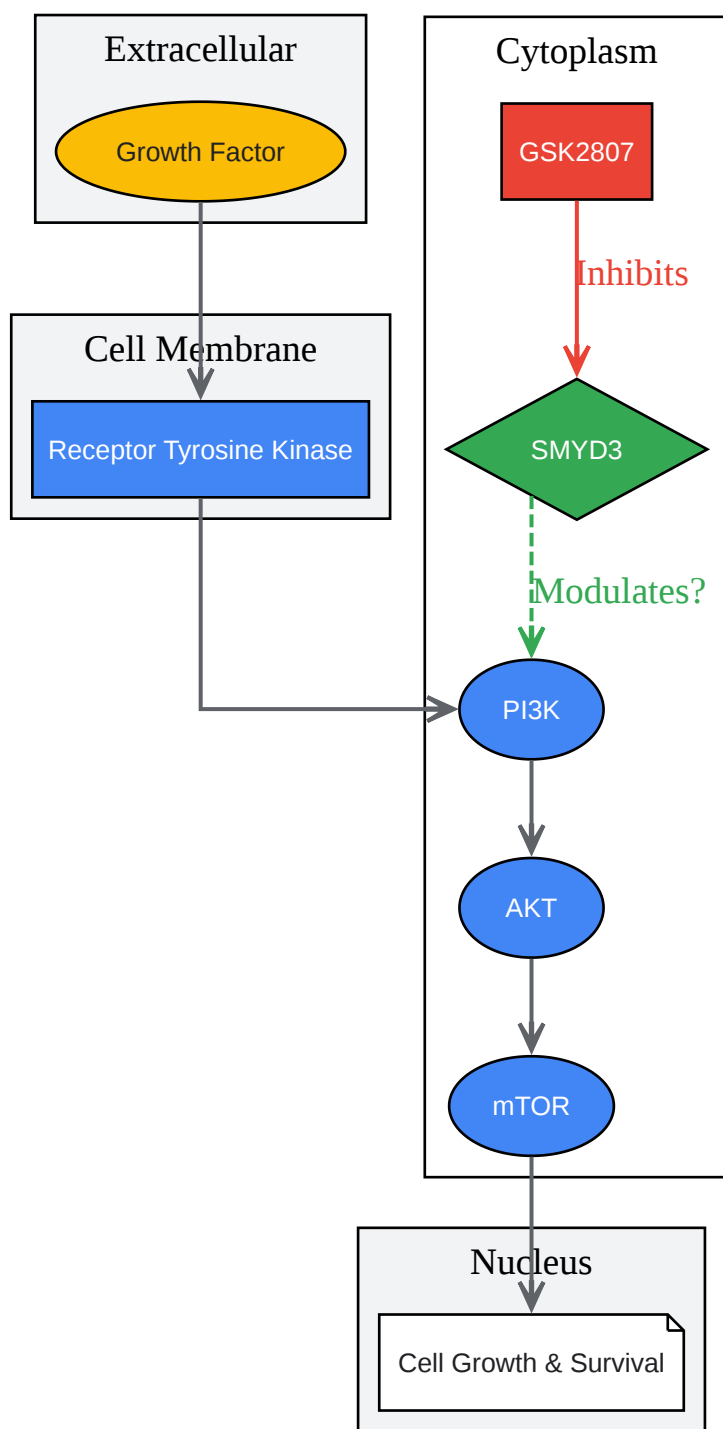 Extracellular
Growth Factor
Cell Membrane
Receptor Tyrosine Kinase
Cytoplasm
GSK2807
Inhibits
SMYD3
Modulates?
PI3K
AKT
mTOR
Nucleus
Cell Growth & Survival